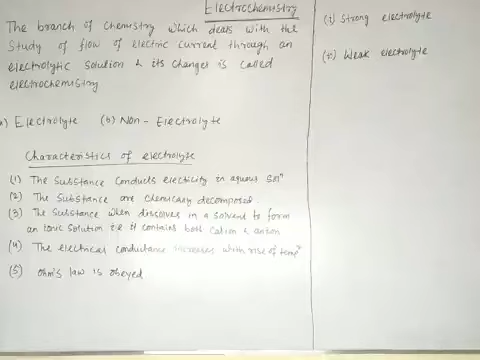 Electrochemistry
The branch of Chemistry which deals with the
Study of flow of electric current through an
electrolytic solution & its changes is called
electrochemistry
a) Electrolyte (b) Non - Electrolyte
Characteristics of electrolyte
(1) The Substance conducts electicity in aqueous Solⁿ
(2) The Substance are chemically decomposed.
(3) The Substance when dissolves in a solvent to form
an Ionic solution i.e it contains both Cation & anion
(4) The electrical conductance increases with rise of tempʳ
(5) Ohm's law is obeyed
(i) Strong electrolyte
(ii) Weak electrolyte